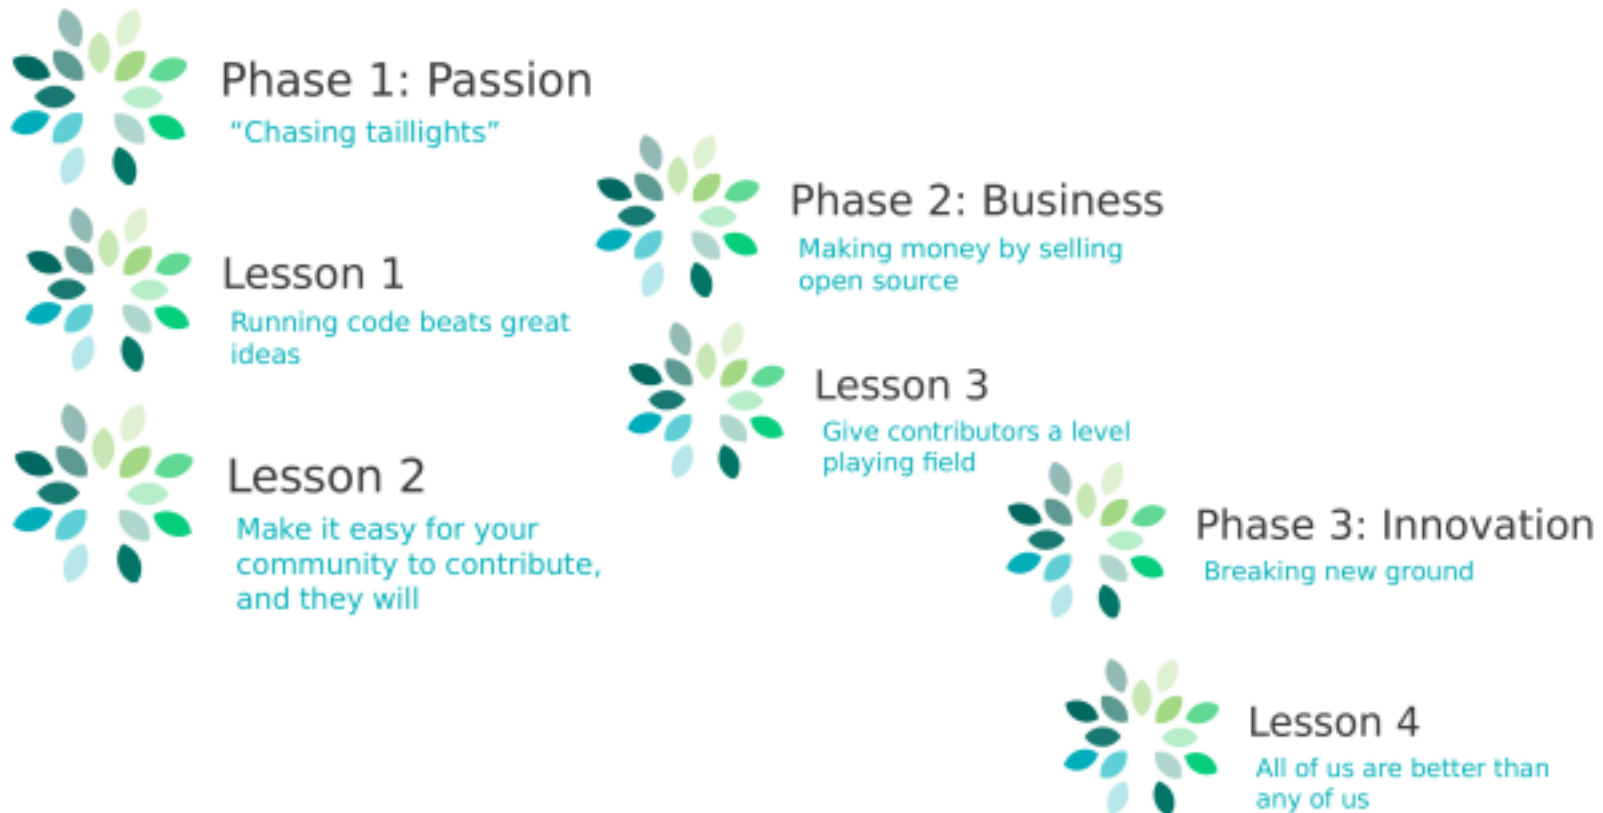 Phase 1: Passion
“Chasing taillights”
Lesson 1
Running code beats great
ideas
Lesson 2
Make it easy for your
community to contribute,
and they will
Phase 2: Business
Making money by selling
open source
Lesson 3
Give contributors a level
playing field
Phase 3: Innovation
Breaking new ground
Lesson 4
All of us are better than
any of us